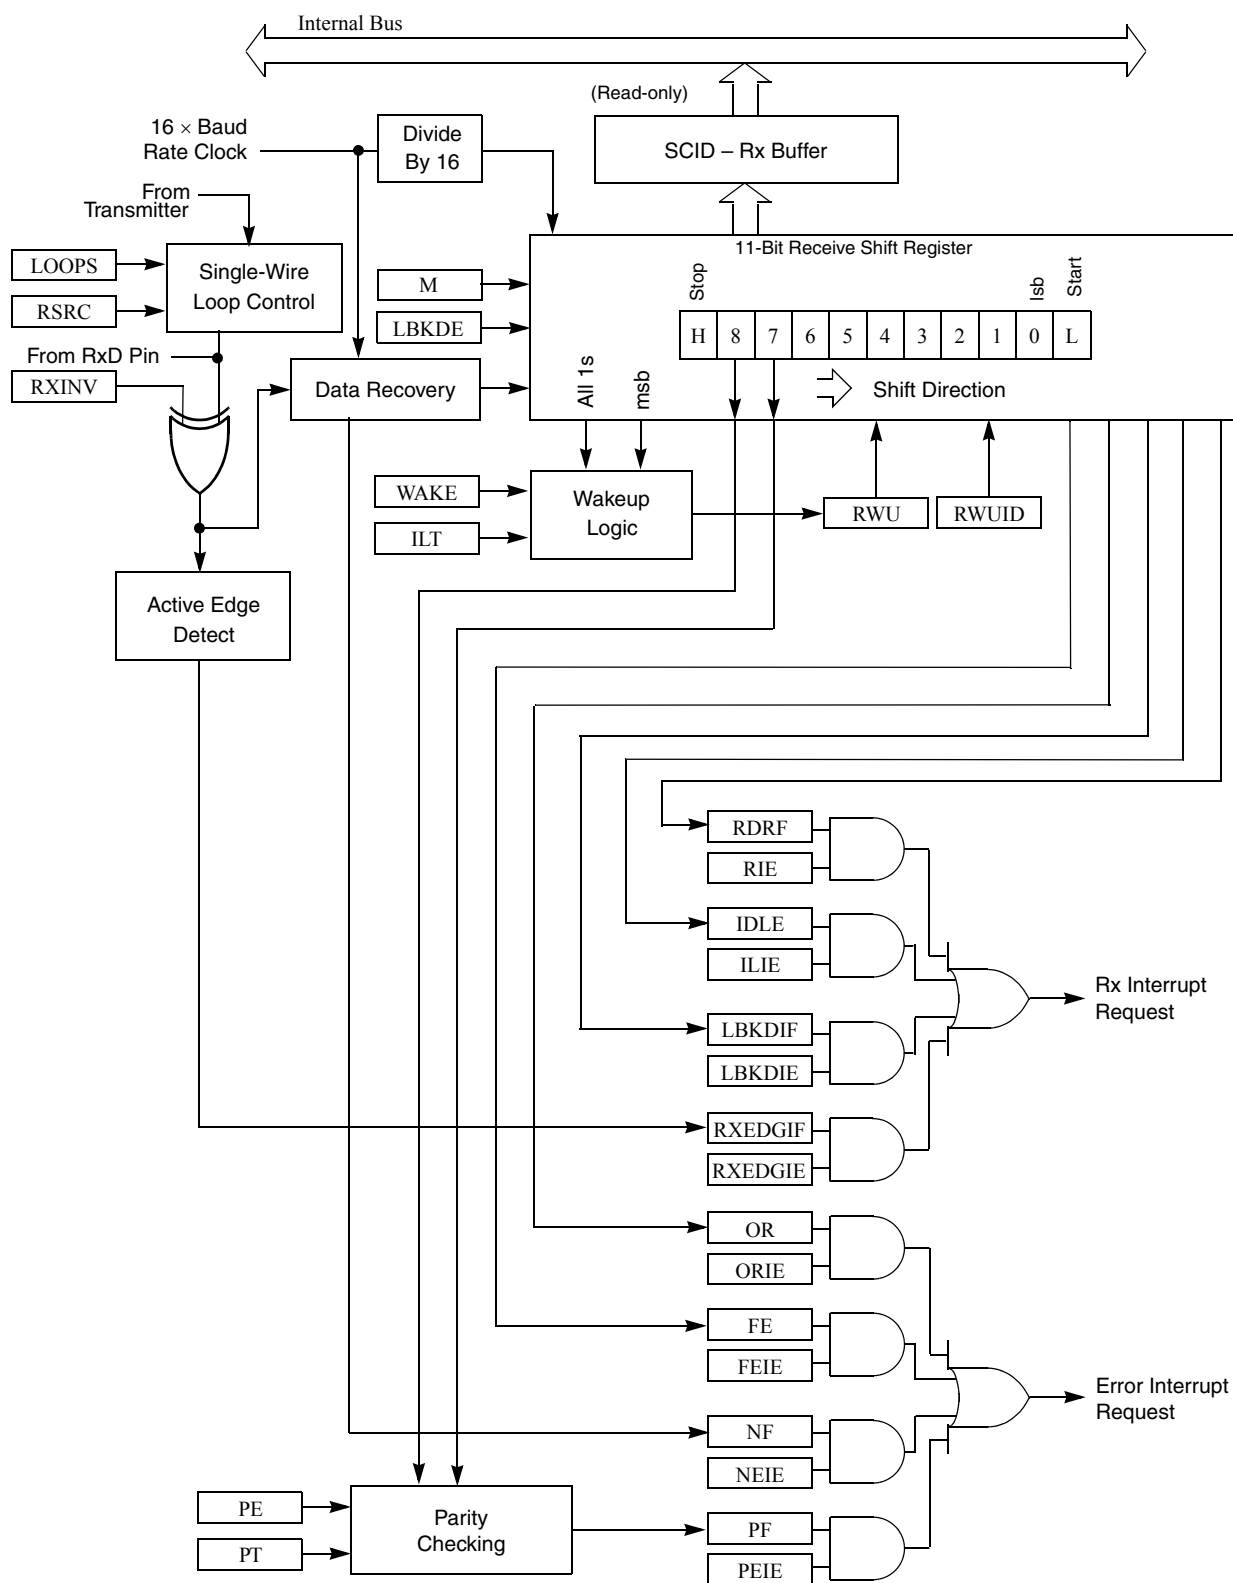 Internal Bus
(Read-only)
16 × Baud
Rate Clock
Divide
By 16
SCID – Rx Buffer
From
Transmitter
11-Bit Receive Shift Register
LOOPS
RSRC
Single-Wire
Loop Control
M
LBKDE
Stop
lsb
Start
H 8 7 6 5 4 3 2 1 0 L
From RxD Pin
RXINV
Data Recovery
All 1s
msb
Shift Direction
WAKE
ILT
Wakeup
Logic
RWU
RWUID
Active Edge
Detect
RDRF
RIE
IDLE
ILIE
Rx Interrupt
Request
LBKDIF
LBKDIE
RXEDGIF
RXEDGIE
OR
ORIE
FE
FEIE
Error Interrupt
Request
NF
NEIE
PE
PT
Parity
Checking
PF
PEIE